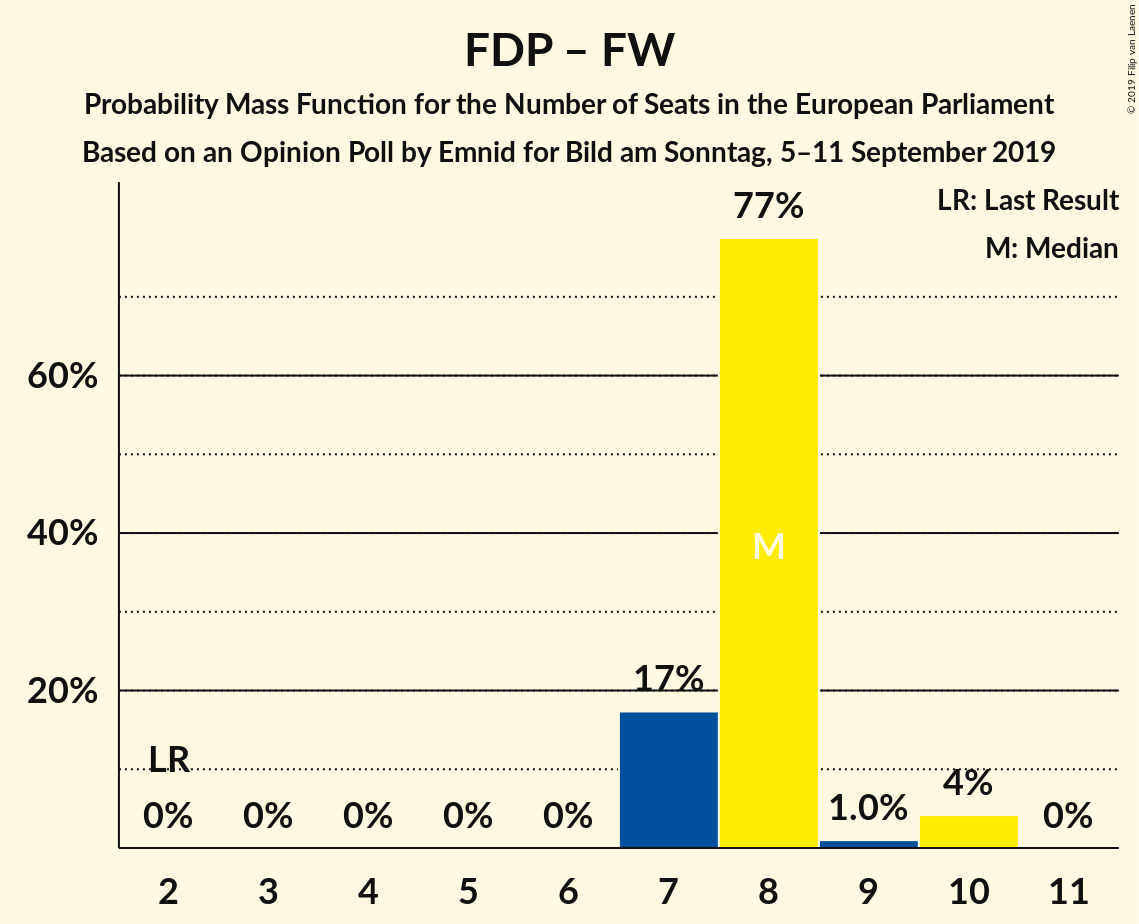 FDP – FW
Probability Mass Function for the Number of Seats in the European Parliament
Based on an Opinion Poll by Emnid for Bild am Sonntag, 5–11 September 2019
© 2019 Filip van Laenen
LR: Last Result
M: Median
77%
60%
40%
M
20%
17%
LR
0%
0%
0%
0%
0%
1.0%
4%
0%
2 3 4 5 6 7 8 9 10 11